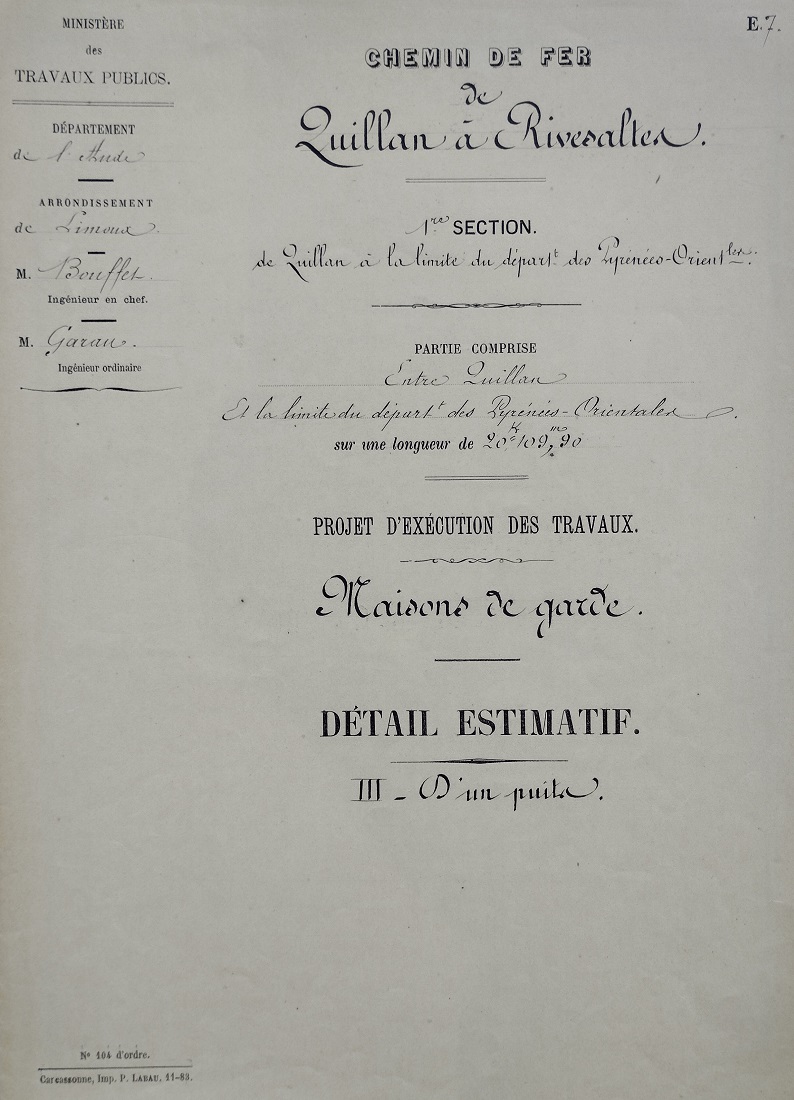 MINISTÈRE
des
TRAVAUX PUBLICS.
DÉPARTEMENT
de l'Aude
ARRONDISSEMENT
de Limoux.
M. Bouffet.
Ingénieur en chef.
M. Garau.
Ingénieur ordinaire
E.7.
CHEMIN DE FER
de
Quillan à Rivesaltes.
1re SECTION.
de Quillan à la limite du départt des Pyrénées-Orientles.
PARTIE COMPRISE
Entre Quillan
Et la limite du départt des Pyrénées-Orientales.
sur une longueur de 20k109m,90
PROJET D'EXÉCUTION DES TRAVAUX.
Maisons de garde.
DÉTAIL ESTIMATIF.
III - D'un puits.
No 104 d'ordre.
Carcassonne, Imp. P. LABAU. 11-83.